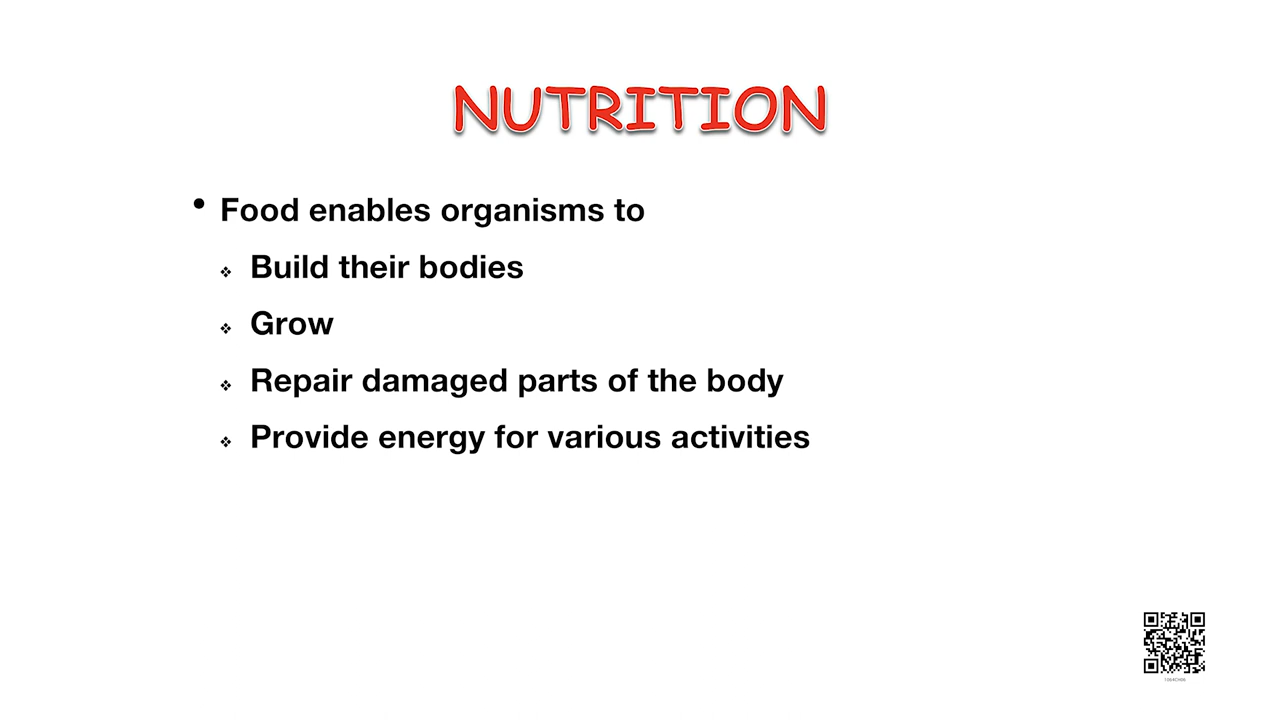 NUTRITION
• Food enables organisms to
❖ Build their bodies
❖ Grow
❖ Repair damaged parts of the body
❖ Provide energy for various activities